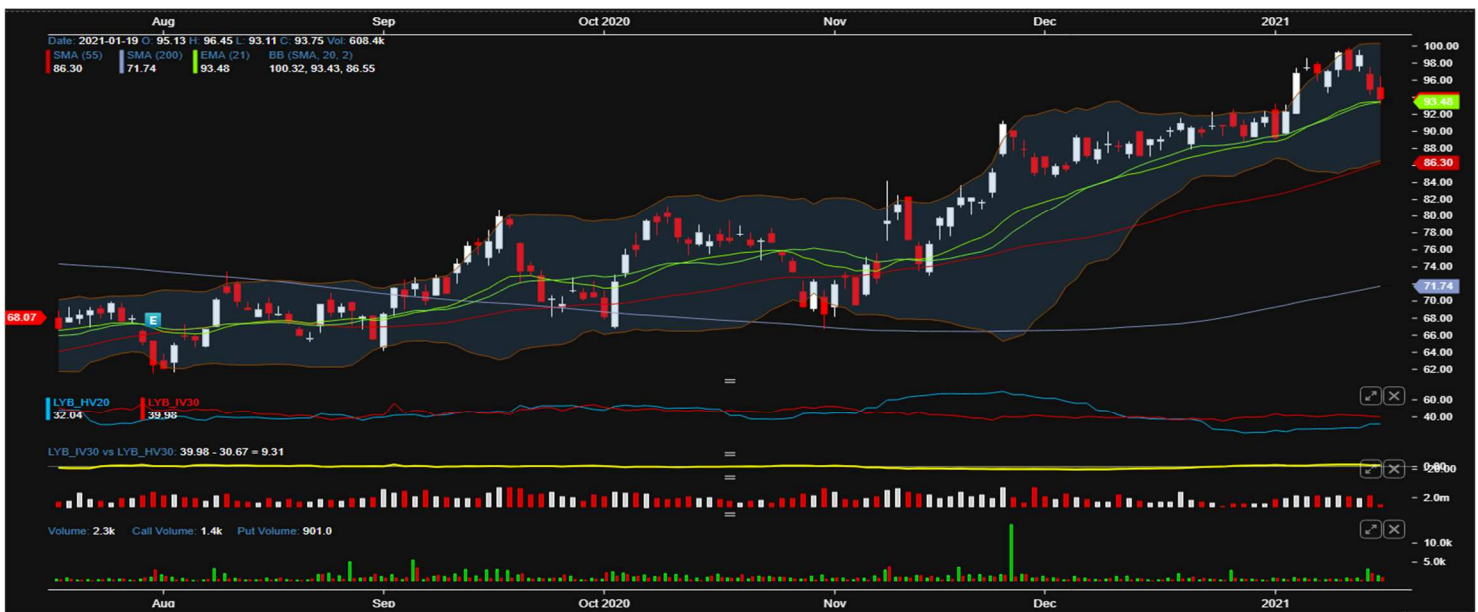 Aug Sep Oct 2020 Nov Dec 2021
Date: 2021-01-19 O: 95.13 H: 96.45 L: 93.11 C: 93.75 Vol: 608.4k
SMA (55) SMA (200) EMA (21) BB (SMA, 20, 2)
86.30 71.74 93.48 100.32, 93.43, 86.55
100.00
98.00
96.00
93.48
92.00
90.00
88.00
86.30
84.00
82.00
80.00
78.00
76.00
74.00
71.74
70.00
68.07 E 68.00
66.00
64.00
62.00
LYB_HV20 LYB_IV30 60.00
32.04 39.98 40.00
LYB_IV30 vs LYB_HV30: 39.98 - 30.67 = 9.31
2.0m
Volume: 2.3k Call Volume: 1.4k Put Volume: 901.0
10.0k
5.0k
Aug Sep Oct 2020 Nov Dec 2021